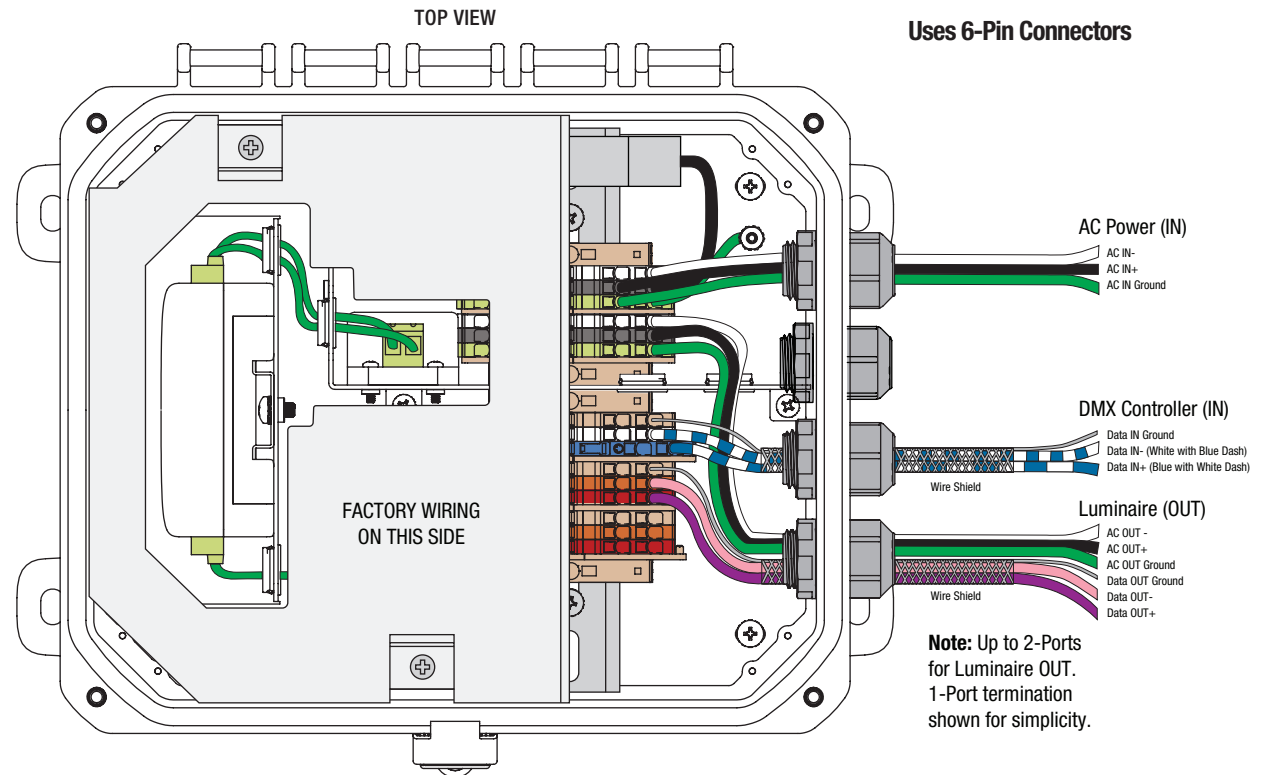 TOP VIEW
Uses 6-Pin Connectors
AC Power (IN)
AC IN-
AC IN+
AC IN Ground
DMX Controller (IN)
Data IN Ground
Data IN- (White with Blue Dash)
Data IN+ (Blue with White Dash)
Wire Shield
Luminaire (OUT)
AC OUT -
AC OUT+
AC OUT Ground
Data OUT Ground
Data OUT-
Data OUT+
Wire Shield
FACTORY WIRING
ON THIS SIDE
Note: Up to 2-Ports
for Luminaire OUT.
1-Port termination
shown for simplicity.